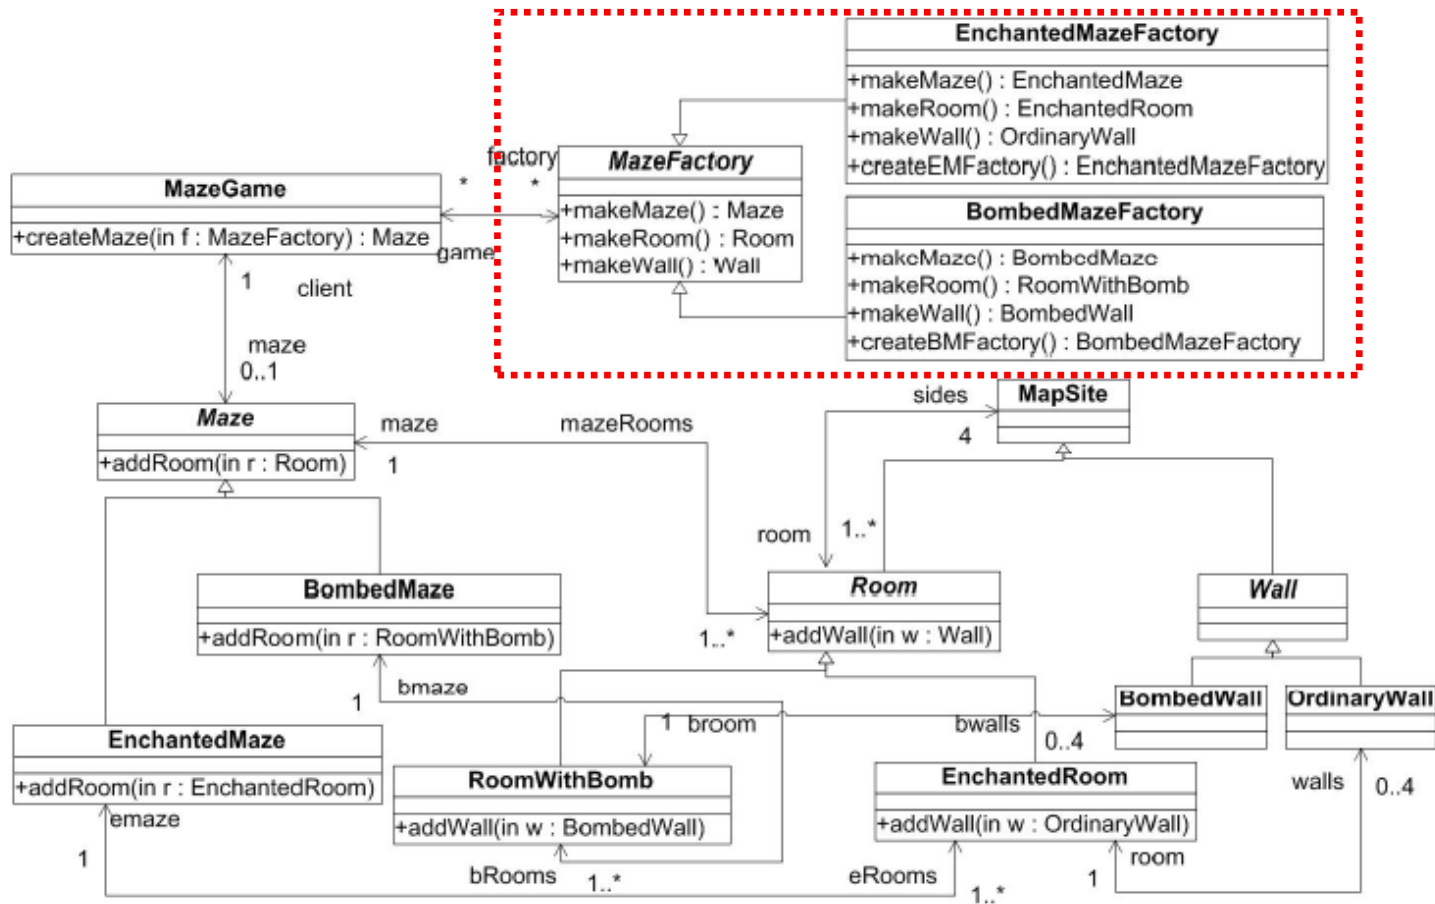 EnchantedMazeFactory
+makeMaze() : EnchantedMaze
+makeRoom() : EnchantedRoom
+makeWall() : OrdinaryWall
+createEMFactory() : EnchantedMazeFactory
factory
*
*
MazeFactory
+makeMaze() : Maze
+makeRoom() : Room
+makeWall() : Wall
MazeGame
+createMaze(in f : MazeFactory) : Maze
game
BombedMazeFactory
+makeMaze() : BombedMaze
+makeRoom() : RoomWithBomb
+makeWall() : BombedWall
+createBMFactory() : BombedMazeFactory
1
client
maze
0..1
sides
4
MapSite
Maze
+addRoom(in r : Room)
maze
1
mazeRooms
room
1..*
BombedMaze
+addRoom(in r : RoomWithBomb)
1..*
Room
+addWall(in w : Wall)
Wall
1
bmaze
1
broom
bwalls
0..4
BombedWall
OrdinaryWall
EnchantedMaze
+addRoom(in r : EnchantedRoom)
emaze
1
RoomWithBomb
+addWall(in w : BombedWall)
EnchantedRoom
+addWall(in w : OrdinaryWall)
walls
0..4
bRooms
1..*
eRooms
1..*
room
1